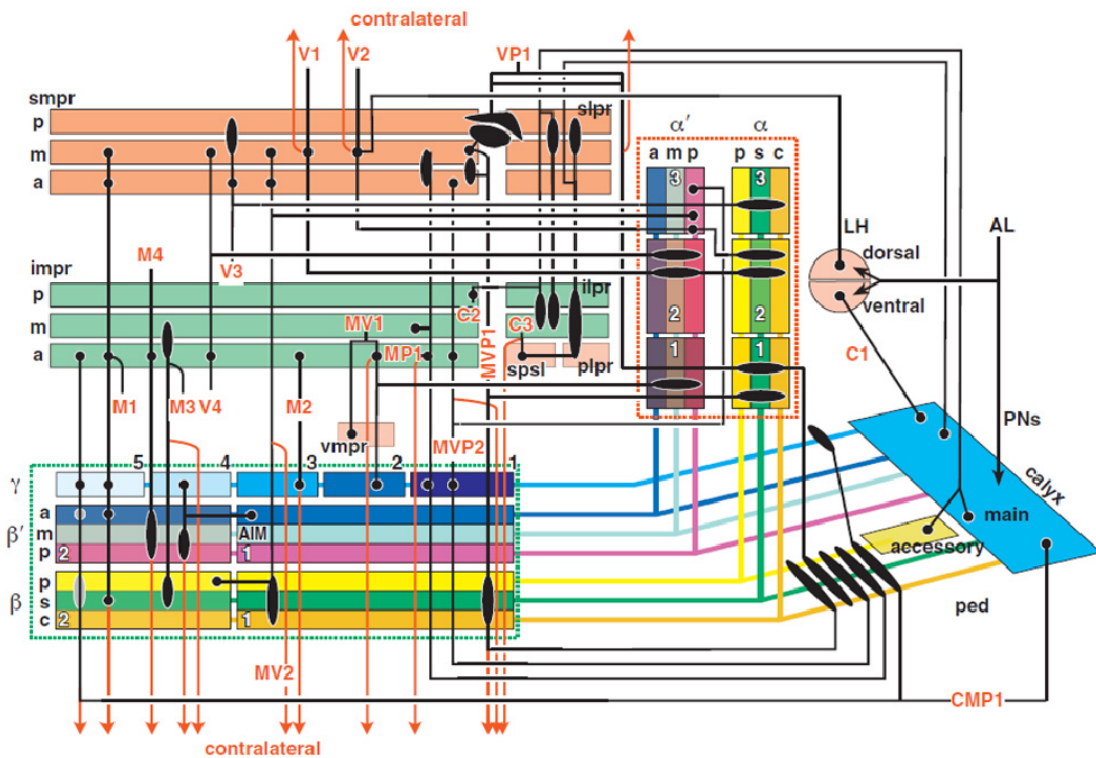 contralateral
V1 V2 VP1
smpr slpr
p
m
a
α′ α
a m p p s c
3 3
LH AL
dorsal
ventral
M4
V3
impr ilpr
p
C2
m
MV1 C3
a
MP1 MVP1
spsl plpr
2 2
1 1
C1
M1 M3 V4 M2
vmpr
MVP2
PNs
calyx
5 4 3 2 1
γ
a
β′ m
p
AIM
2 1
main
accessory
β p
s
c
2 1
ped
MV2
CMP1
contralateral